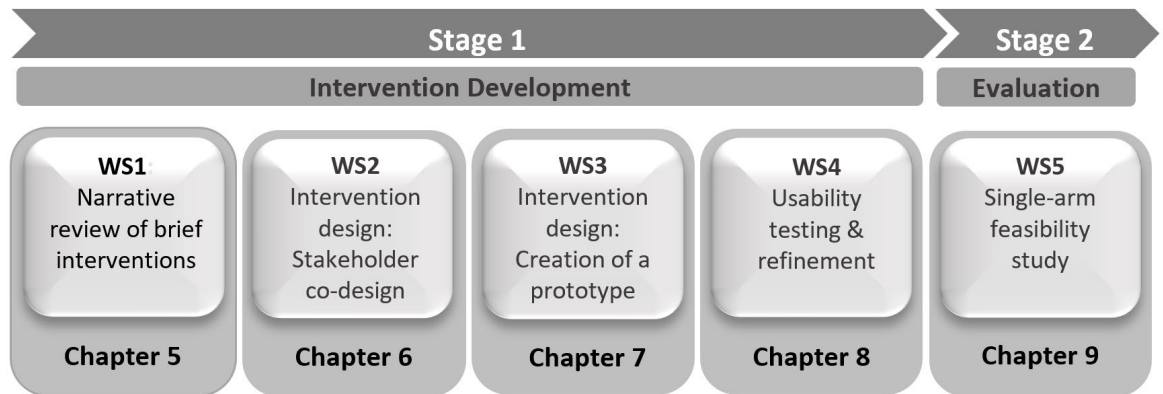 Stage 1
Stage 2
Intervention Development
Evaluation
WS1
Narrative
review of brief
interventions
Chapter 5
WS2
Intervention
design:
Stakeholder
co-design
Chapter 6
WS3
Intervention
design:
Creation of a
prototype
Chapter 7
WS4
Usability
testing &
refinement
Chapter 8
WS5
Single-arm
feasibility
study
Chapter 9